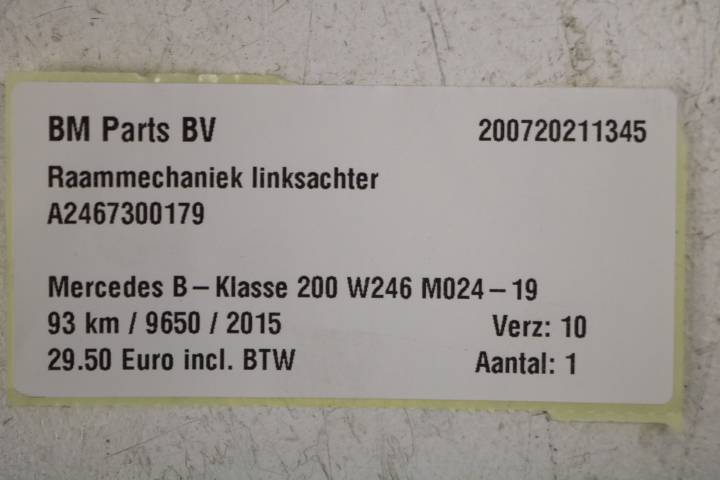 BM Parts BV 200720211345
Raammechaniek linksachter
A2467300179
Mercedes B-Klasse 200 W246 M024-19
93 km / 9650 / 2015 Verz: 10
29.50 Euro incl. BTW Aantal: 1